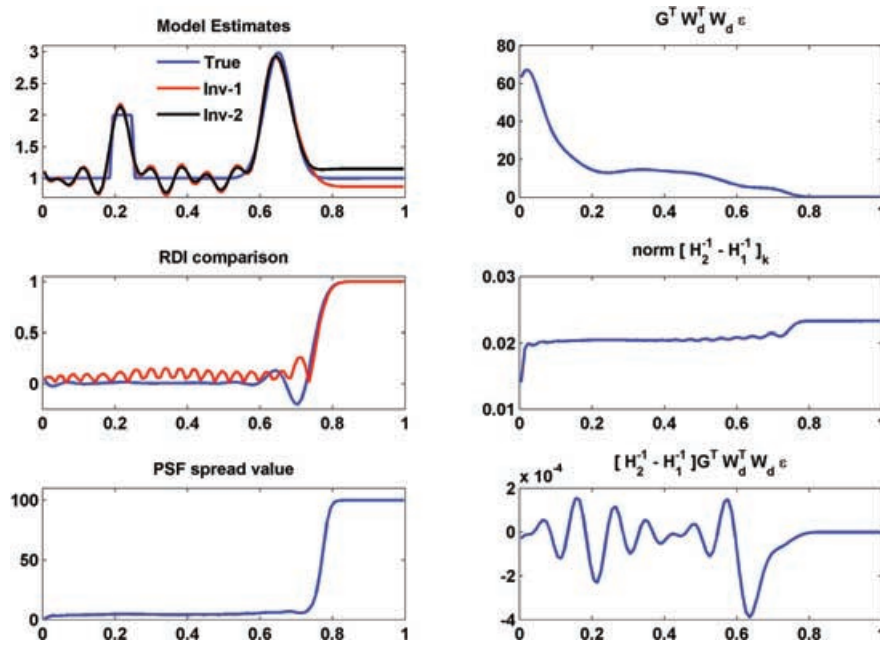 Model Estimates
3
2.5
2
1.5
1
0 0.2 0.4 0.6 0.8 1
True
Inv-1
Inv-2
G^T W_d^T W_d ε
80
60
40
20
0
0 0.2 0.4 0.6 0.8 1
RDI comparison
1
0.5
0
0 0.2 0.4 0.6 0.8 1
norm [ H_2^-1 - H_1^-1 ]_k
0.03
0.02
0.01
0 0.2 0.4 0.6 0.8 1
PSF spread value
100
50
0
0 0.2 0.4 0.6 0.8 1
[ H_2^-1 - H_1^-1 ]G^T W_d^T W_d ε
x 10^-4
2
0
-2
-4
0 0.2 0.4 0.6 0.8 1